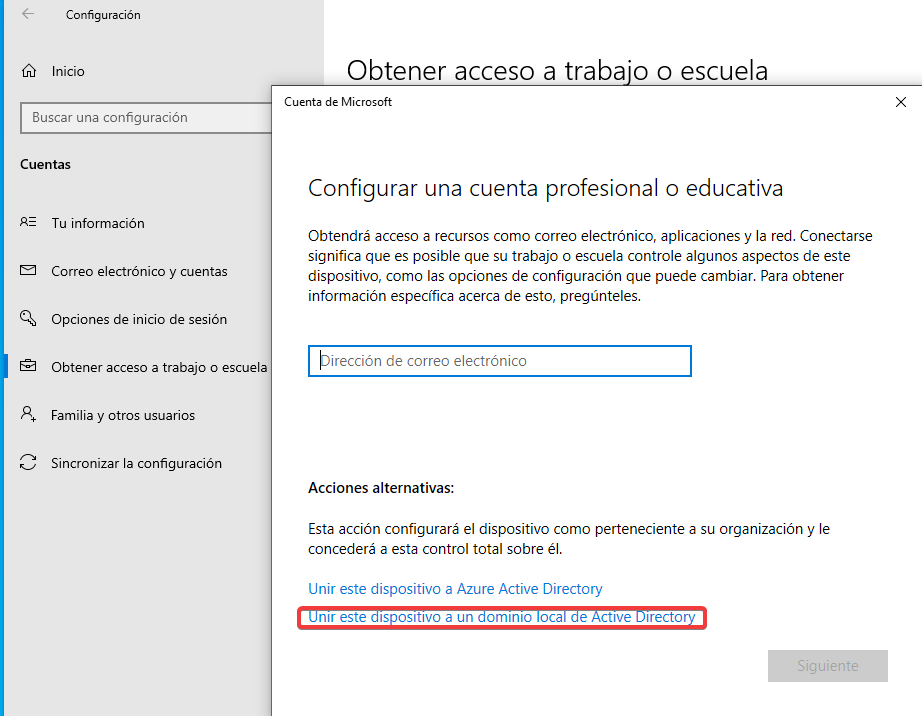 Configuración
Inicio
Buscar una configuración
Cuentas
Tu información
Correo electrónico y cuentas
Opciones de inicio de sesión
Obtener acceso a trabajo o escuela
Familia y otros usuarios
Sincronizar la configuración
Obtener acceso a trabajo o escuela
Cuenta de Microsoft
Configurar una cuenta profesional o educativa
Obtendrá acceso a recursos como correo electrónico, aplicaciones y la red. Conectarse
significa que es posible que su trabajo o escuela controle algunos aspectos de este
dispositivo, como las opciones de configuración que puede cambiar. Para obtener
información específica acerca de esto, pregúnteles.
Dirección de correo electrónico
Acciones alternativas:
Esta acción configurará el dispositivo como perteneciente a su organización y le
concederá a esta control total sobre él.
Unir este dispositivo a Azure Active Directory
Unir este dispositivo a un dominio local de Active Directory
Siguiente